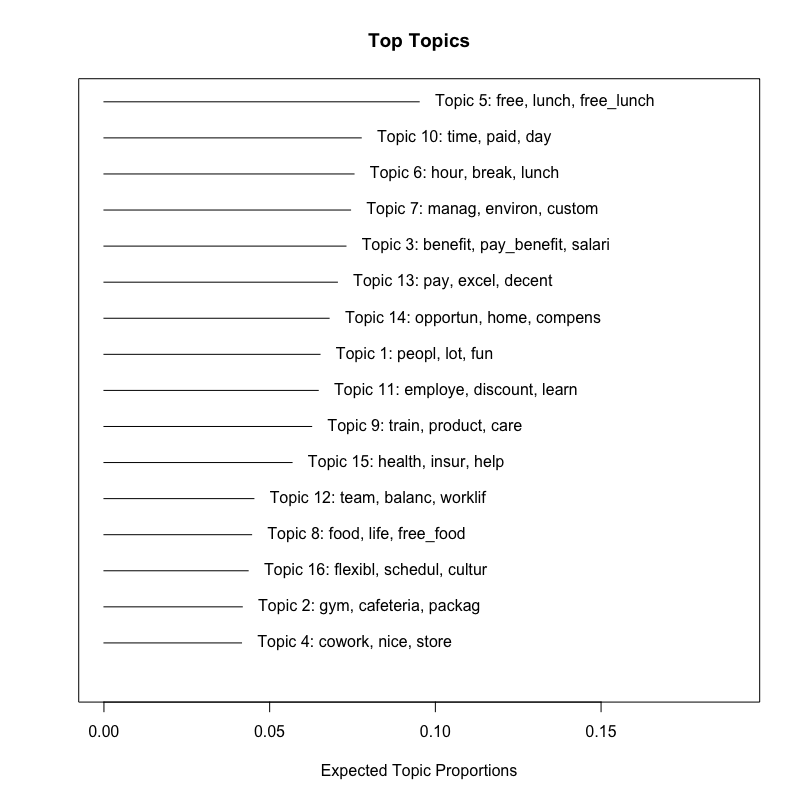 Top Topics
Topic 5: free, lunch, free_lunch
Topic 10: time, paid, day
Topic 6: hour, break, lunch
Topic 7: manag, environ, custom
Topic 3: benefit, pay_benefit, salari
Topic 13: pay, excel, decent
Topic 14: opportun, home, compens
Topic 1: peopl, lot, fun
Topic 11: employe, discount, learn
Topic 9: train, product, care
Topic 15: health, insur, help
Topic 12: team, balanc, worklif
Topic 8: food, life, free_food
Topic 16: flexibl, schedul, cultur
Topic 2: gym, cafeteria, packag
Topic 4: cowork, nice, store
0.00 0.05 0.10 0.15
Expected Topic Proportions